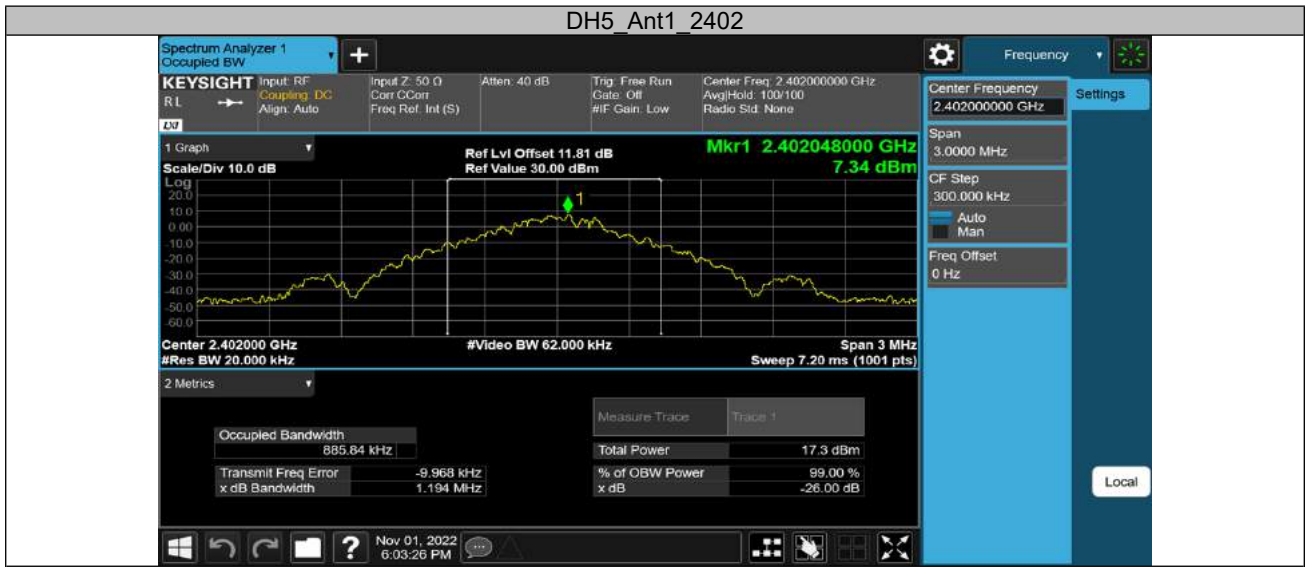 DH5_Ant1_2402
Spectrum Analyzer 1
Occupied BW
+
Frequency
KEYSIGHT
R L
LXI
Input: RF
Coupling: DC
Align: Auto
Input Z: 50 Ω
Corr CCorr
Freq Ref: Int (S)
Atten: 40 dB
Trig: Free Run
Gate: Off
#IF Gain: Low
Center Freq: 2.402000000 GHz
Avg|Hold: 100/100
Radio Std: None
Center Frequency
2.402000000 GHz
Settings
Span
3.0000 MHz
CF Step
300.000 kHz
Auto
Man
Freq Offset
0 Hz
1 Graph
Scale/Div 10.0 dB
Ref Lvl Offset 11.81 dB
Ref Value 30.00 dBm
Mkr1 2.402048000 GHz
7.34 dBm
Log
20.0
10.0
0.00
-10.0
-20.0
-30.0
-40.0
-50.0
-60.0
1
Center 2.402000 GHz
#Res BW 20.000 kHz
#Video BW 62.000 kHz
Span 3 MHz
Sweep 7.20 ms (1001 pts)
2 Metrics
Measure Trace Trace 1
Occupied Bandwidth
885.84 kHz
Total Power 17.3 dBm
Transmit Freq Error -9.968 kHz
% of OBW Power 99.00 %
x dB Bandwidth 1.194 MHz
x dB -26.00 dB
Local
?
Nov 01, 2022
6:03:26 PM